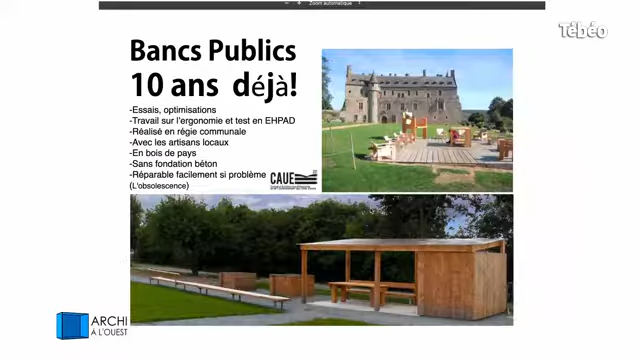 Zoom automatique
Tébéo
Bancs Publics
10 ans déjà!
-Essais, optimisations
-Travail sur l'ergonomie et test en EHPAD
-Réalisé en régie communale
-Avec les artisans locaux
-En bois de pays
-Sans fondation béton
-Réparable facilement si problème
(L'obsolescence)
CAUE
ARCHI
À L'OUEST